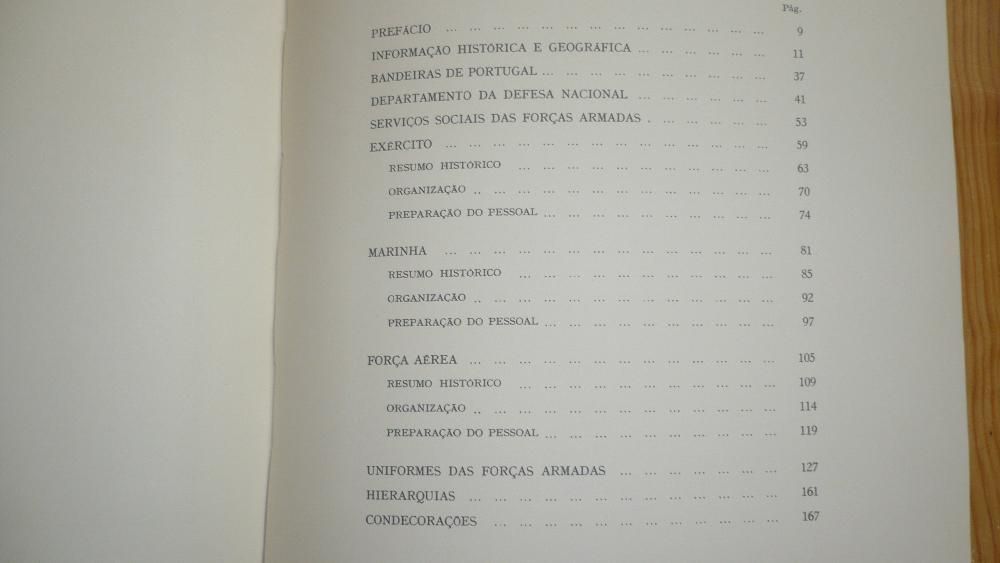 Pág.
PREFÁCIO ... ... ... ... ... ... ... ... ... ... ... ... ... 9
INFORMAÇÃO HISTÓRICA E GEOGRÁFICA ... ... ... ... ... ... 11
BANDEIRAS DE PORTUGAL ... ... ... ... ... ... ... ... ... ... 37
DEPARTAMENTO DA DEFESA NACIONAL ... ... ... ... ... ... 41
SERVIÇOS SOCIAIS DAS FORÇAS ARMADAS . ... ... ... ... ... 53
EXÉRCITO ... ... ... ... ... ... ... ... ... ... ... ... ... ... 59
RESUMO HISTÓRICO ... ... ... ... ... ... ... ... ... ... ... 63
ORGANIZAÇÃO .. ... ... ... ... ... ... ... ... ... ... ... ... 70
PREPARAÇÃO DO PESSOAL ... ... ... ... ... ... ... ... ... ... 74
MARINHA ... ... ... ... ... ... ... ... ... ... ... ... ... ... 81
RESUMO HISTÓRICO ... ... ... ... ... ... ... ... ... ... ... 85
ORGANIZAÇÃO .. ... ... ... ... ... ... ... ... ... ... ... ... 92
PREPARAÇÃO DO PESSOAL ... ... ... ... ... ... ... ... ... ... 97
FORÇA AÉREA ... ... ... ... ... ... ... ... ... ... ... ... ... 105
RESUMO HISTÓRICO ... ... ... ... ... ... ... ... ... ... ... 109
ORGANIZAÇÃO .. ... ... ... ... ... ... ... ... ... ... ... ... 114
PREPARAÇÃO DO PESSOAL ... ... ... ... ... ... ... ... ... ... 119
UNIFORMES DAS FORÇAS ARMADAS ... ... ... ... ... ... ... 127
HIERARQUIAS ... ... ... ... ... ... ... ... ... ... ... ... ... 161
CONDECORAÇÕES ... ... ... ... ... ... ... ... ... ... ... ... 167